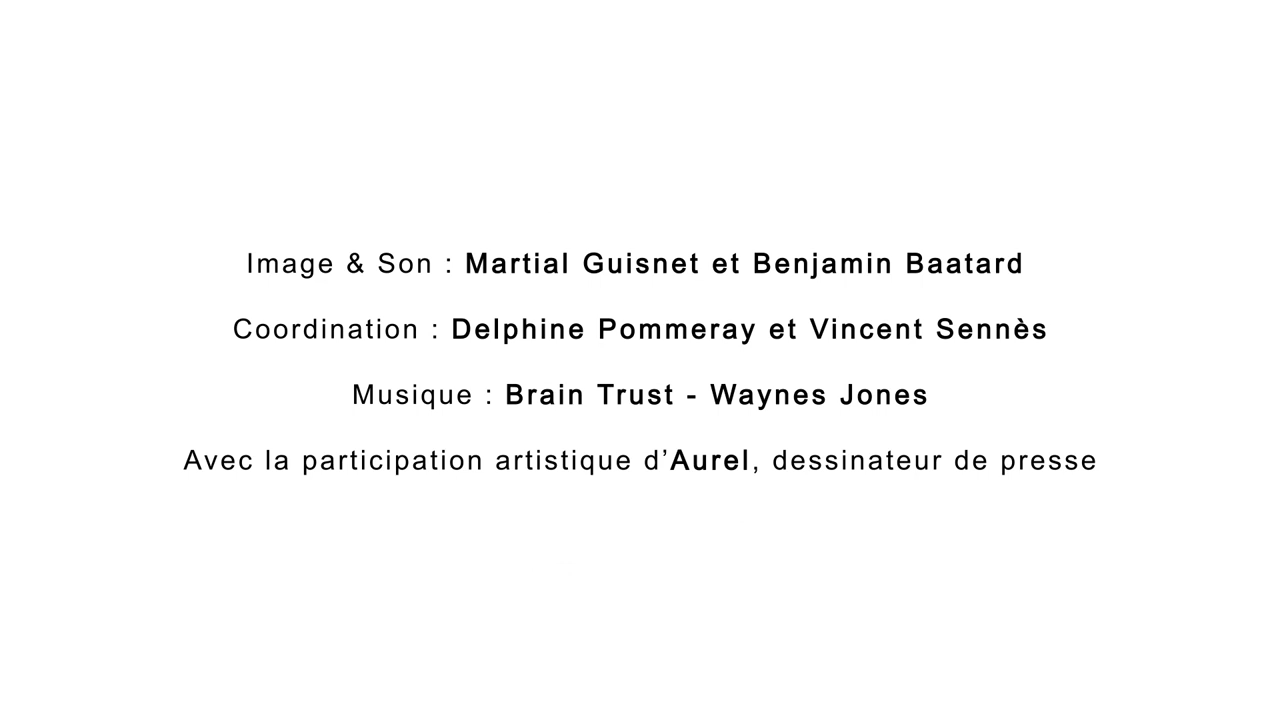 Image & Son : Martial Guisnet et Benjamin Baatard
Coordination : Delphine Pommeray et Vincent Sennès
Musique : Brain Trust - Waynes Jones
Avec la participation artistique d’Aurel, dessinateur de presse